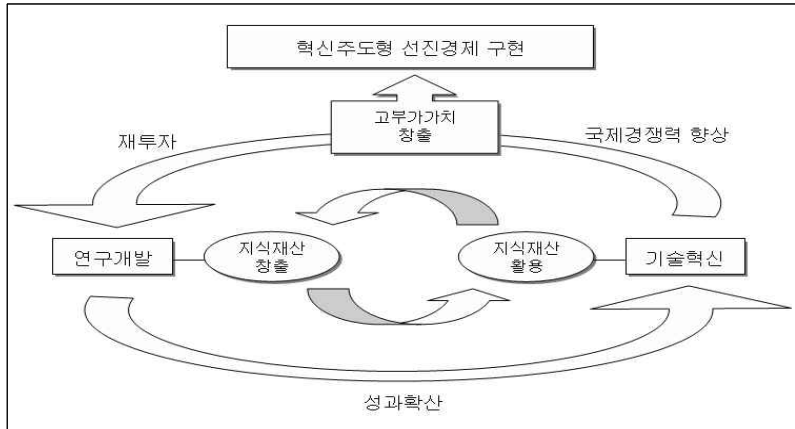 혁신주도형 선진경제 구현
고부가가치
창출
재투자
국제경쟁력 향상
연구개발
지식재산
창출
지식재산
활용
기술혁신
성과확산